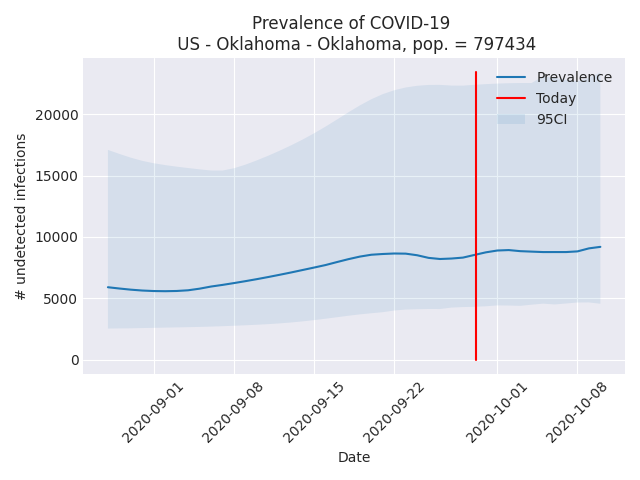 Prevalence of COVID-19
US - Oklahoma - Oklahoma, pop. = 797434
Prevalence
Today
95CI
# undetected infections
20000
15000
10000
5000
0
2020-09-01
2020-09-08
2020-09-15
2020-09-22
2020-10-01
2020-10-08
Date